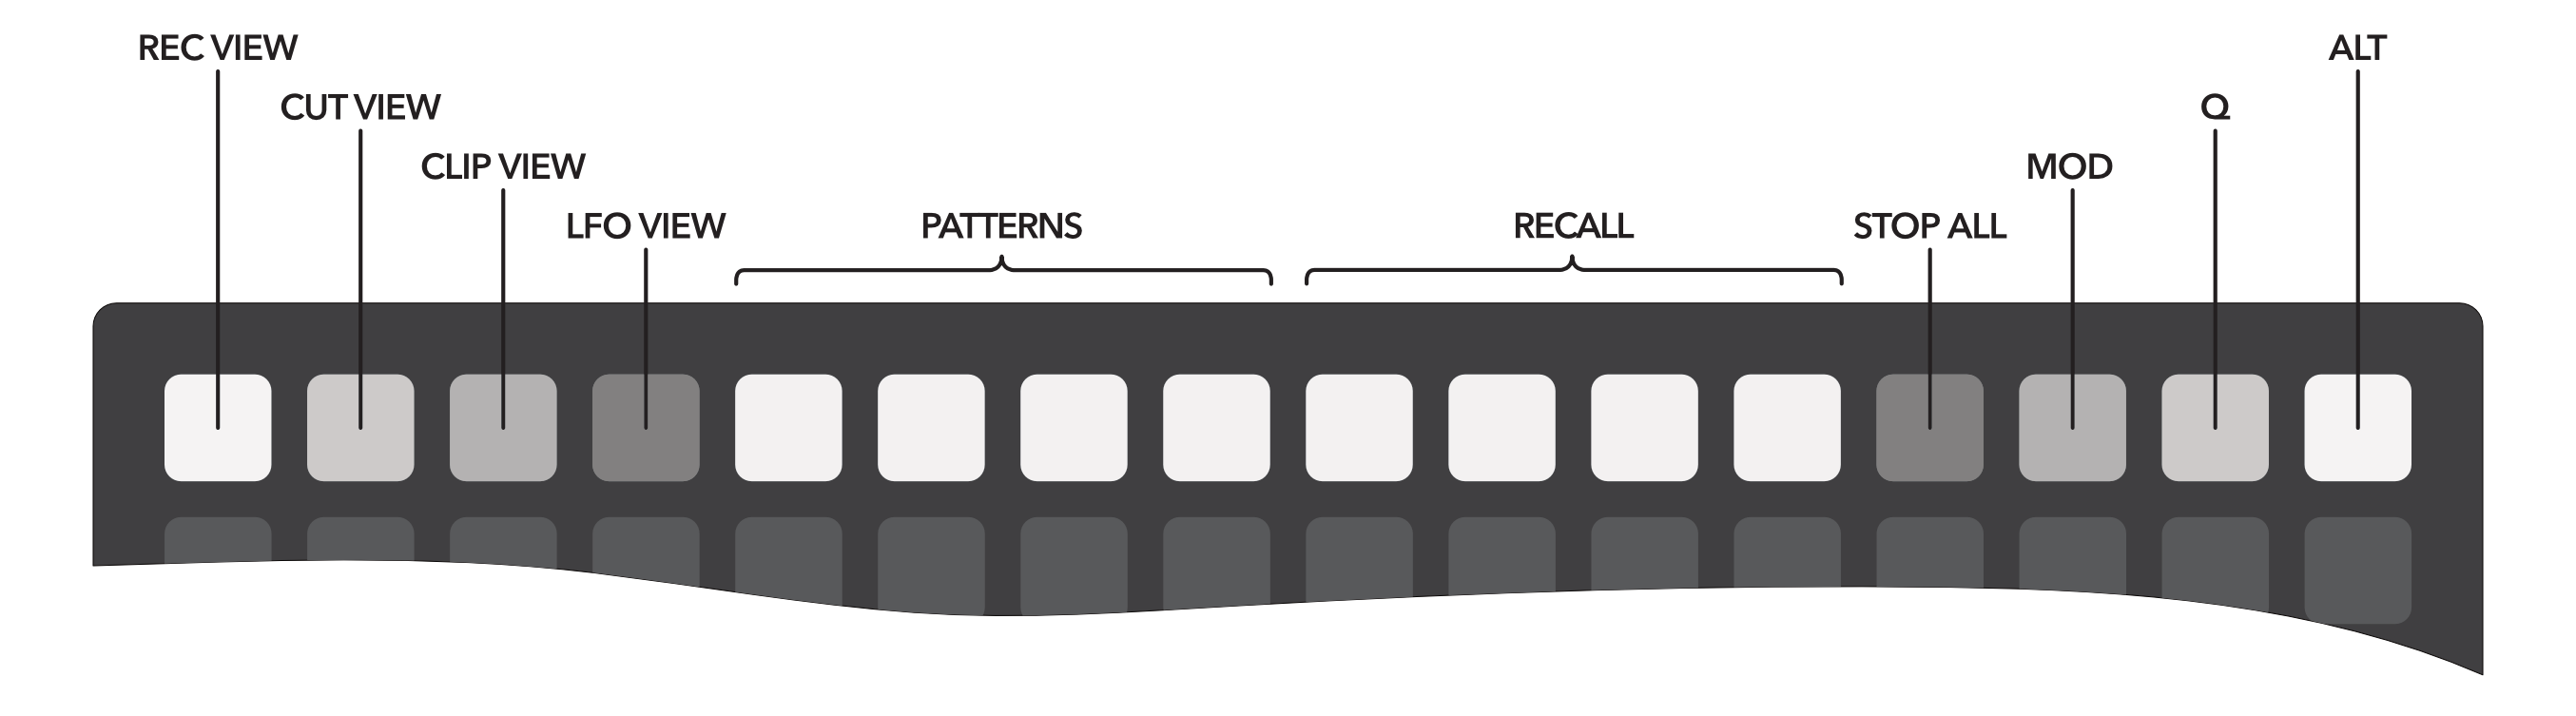 REC VIEW
CUT VIEW
CLIP VIEW
LFO VIEW
PATTERNS
RECALL
STOP ALL
MOD
Q
ALT